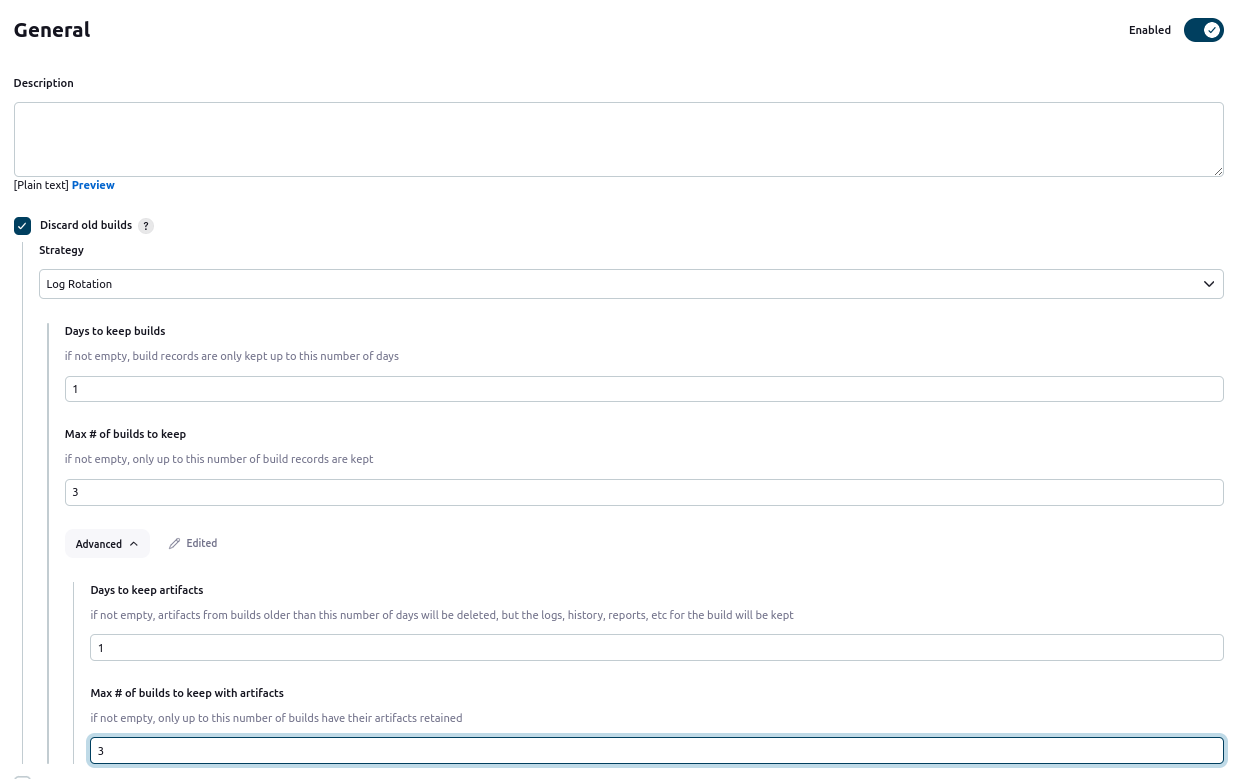 General
Enabled
Description
[Plain text] Preview
Discard old builds ?
Strategy
Log Rotation
Days to keep builds
if not empty, build records are only kept up to this number of days
1
Max # of builds to keep
if not empty, only up to this number of build records are kept
3
Advanced
Edited
Days to keep artifacts
if not empty, artifacts from builds older than this number of days will be deleted, but the logs, history, reports, etc for the build will be kept
1
Max # of builds to keep with artifacts
if not empty, only up to this number of builds have their artifacts retained
3